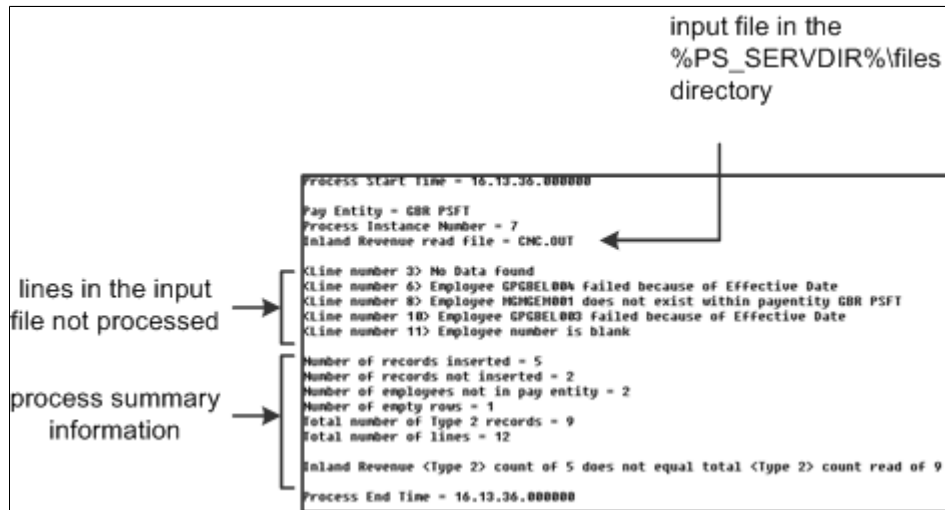 input file in the
%PS_SERVDIR%\files
directory
Process Start Time = 16.13.36.000000
Pay Entity = GBR PSFT
Process Instance Number = 7
Inland Revenue read file = CNC.OUT
lines in the input
file not processed
<Line number 3> No Data found
<Line number 6> Employee GPGBEL004 failed because of Effective Date
<Line number 8> Employee MGMGEM001 does not exist within payentity GBR PSFT
<Line number 10> Employee GPGBEL003 failed because of Effective Date
<Line number 11> Employee number is blank
process summary
information
Number of records inserted = 5
Number of records not inserted = 2
Number of employees not in pay entity = 2
Number of empty rows = 1
Total number of Type 2 records = 9
Total number of lines = 12
Inland Revenue <Type 2> count of 5 does not equal total <Type 2> count read of 9
Process End Time = 16.13.36.000000